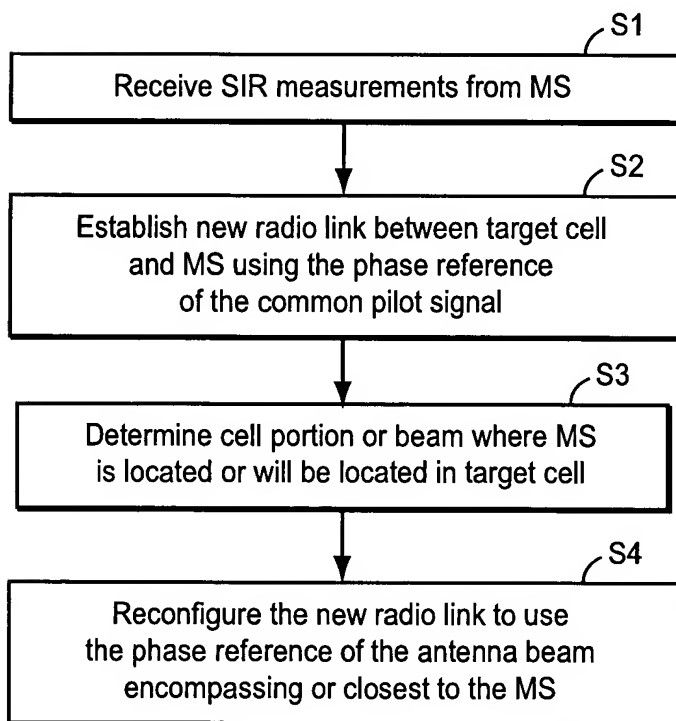 S1
Receive SIR measurements from MS
S2
Establish new radio link between target cell
and MS using the phase reference
of the common pilot signal
S3
Determine cell portion or beam where MS
is located or will be located in target cell
S4
Reconfigure the new radio link to use
the phase reference of the antenna beam
encompassing or closest to the MS